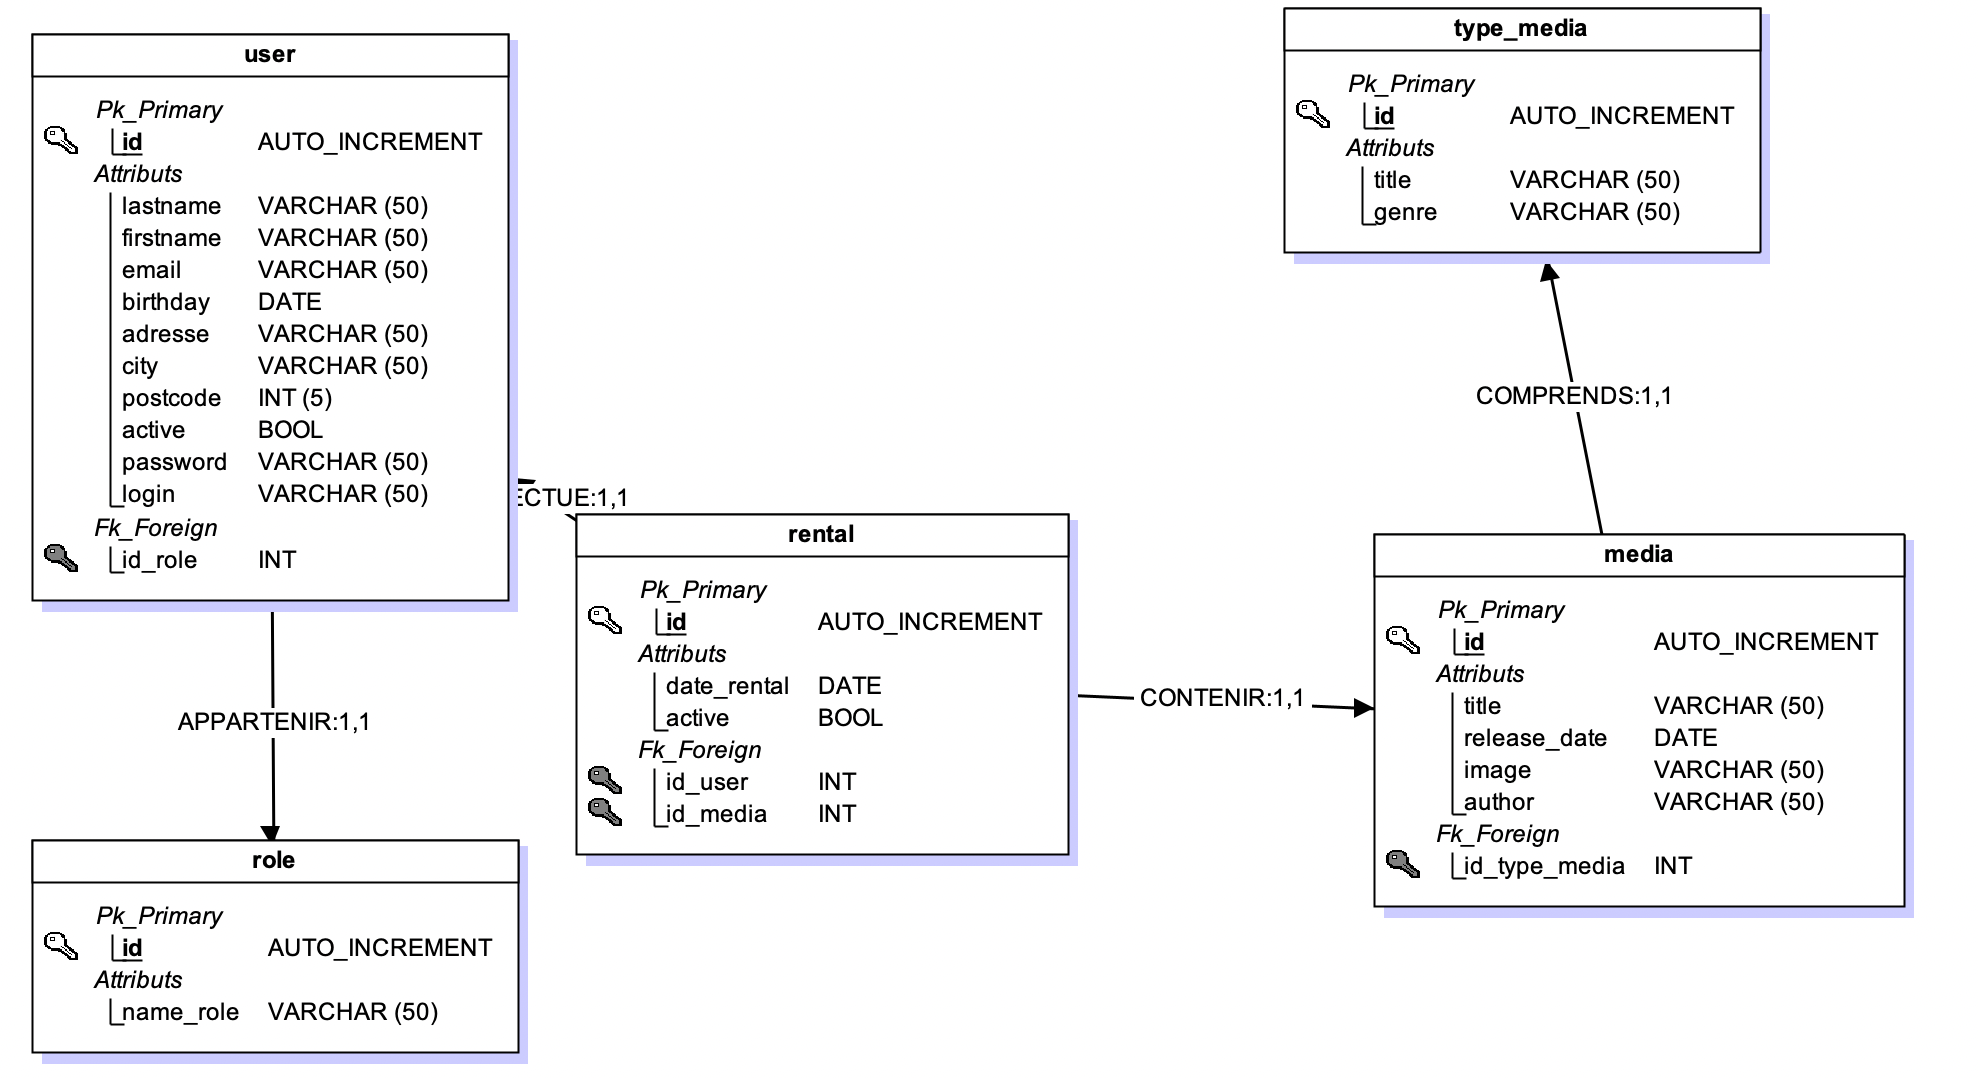 user
Pk_Primary
id AUTO_INCREMENT
Attributs
lastname VARCHAR (50)
firstname VARCHAR (50)
email VARCHAR (50)
birthday DATE
adresse VARCHAR (50)
city VARCHAR (50)
postcode INT (5)
active BOOL
password VARCHAR (50)
login VARCHAR (50)
Fk_Foreign
id_role INT
APPARTENIR:1,1
role
Pk_Primary
id AUTO_INCREMENT
Attributs
name_role VARCHAR (50)
ECTUE:1,1
rental
Pk_Primary
id AUTO_INCREMENT
Attributs
date_rental DATE
active BOOL
Fk_Foreign
id_user INT
id_media INT
CONTENIR:1,1
type_media
Pk_Primary
id AUTO_INCREMENT
Attributs
title VARCHAR (50)
genre VARCHAR (50)
COMPRENDS:1,1
media
Pk_Primary
id AUTO_INCREMENT
Attributs
title VARCHAR (50)
release_date DATE
image VARCHAR (50)
author VARCHAR (50)
Fk_Foreign
id_type_media INT